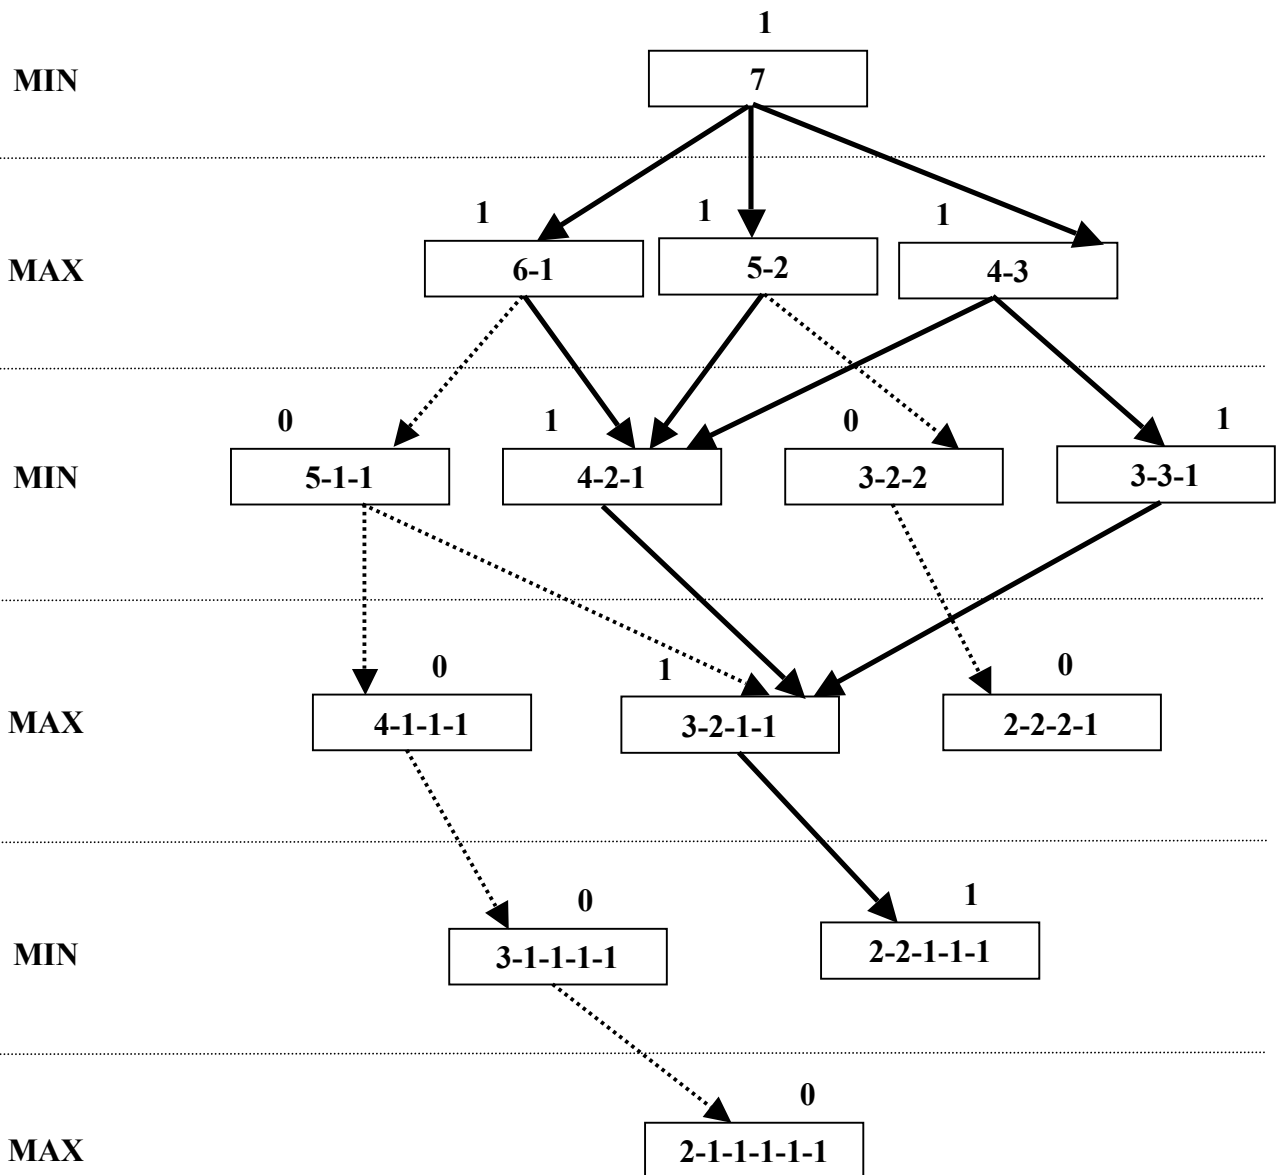 1
MIN 7
1 1 1
MAX 6-1 5-2 4-3
0 1 0 1
MIN 5-1-1 4-2-1 3-2-2 3-3-1
0 1 0
MAX 4-1-1-1 3-2-1-1 2-2-2-1
0 1
MIN 3-1-1-1-1 2-2-1-1-1
0
MAX 2-1-1-1-1-1